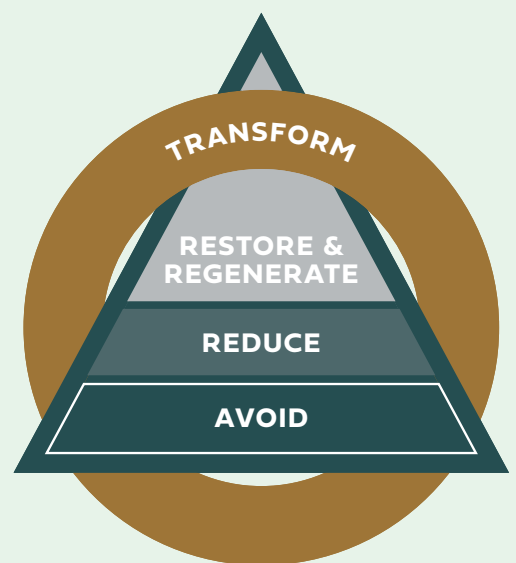 TRANSFORM
RESTORE &
REGENERATE
REDUCE
AVOID